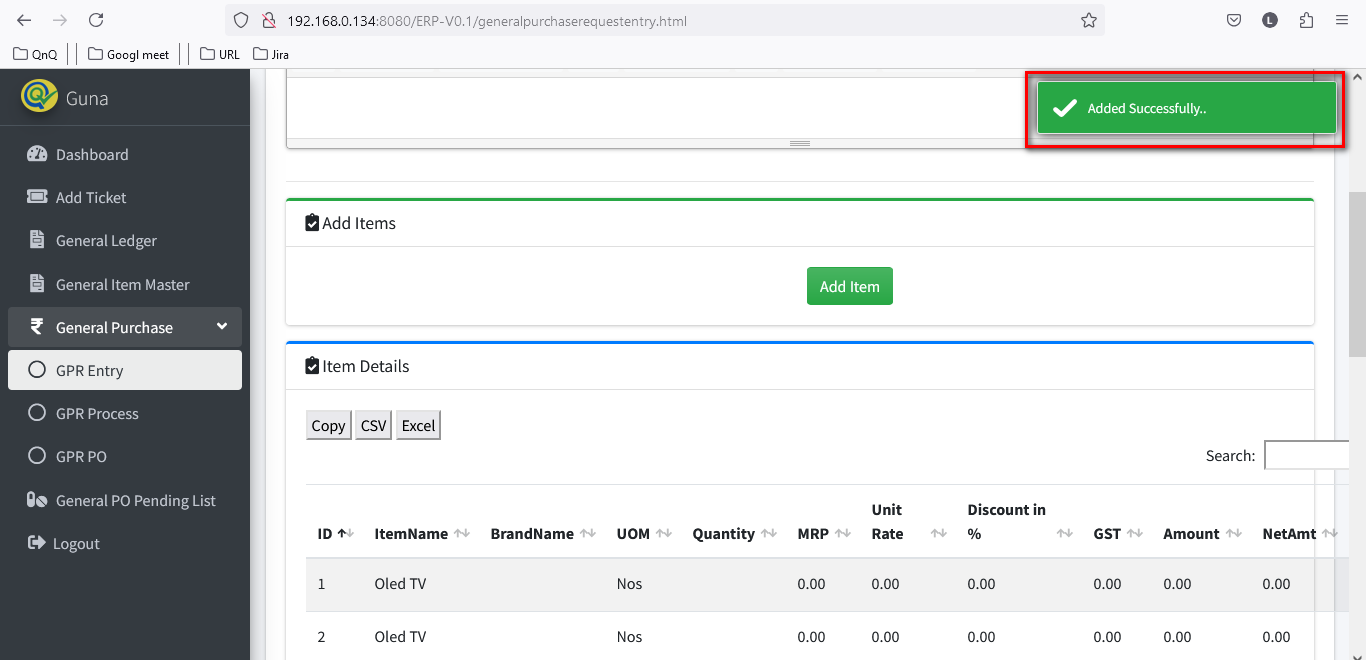 192.168.0.134:8080/ERP-V0.1/generalpurchaserequestentry.html
L
QnQ
Googl meet
URL
Jira
Guna
Dashboard
Add Ticket
General Ledger
General Item Master
General Purchase
GPR Entry
GPR Process
GPR PO
General PO Pending List
Logout
Added Successfully..
Add Items
Add Item
Item Details
Copy CSV Excel
Search:
ID ItemName BrandName UOM Quantity MRP Unit Rate Discount in % GST Amount NetAmt
1 Oled TV Nos 0.00 0.00 0.00 0.00 0.00 0.00
2 Oled TV Nos 0.00 0.00 0.00 0.00 0.00 0.00